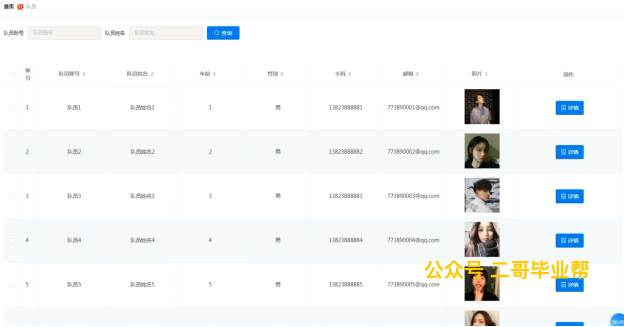 首页 队员
队员账号 队员账号 队员姓名 队员姓名 查询
索引 队员账号 队员姓名 年龄 性别 手机 邮箱 照片 操作
1 队员1 队员姓名1 1 男 13823888881 773890001@qq.com 详情
2 队员2 队员姓名2 2 男 13823888882 773890002@qq.com 详情
3 队员3 队员姓名3 3 男 13823888883 773890003@qq.com 详情
4 队员4 队员姓名4 4 男 13823888884 773890004@qq.com 详情
公众号 二哥毕业帮
5 队员5 队员姓名5 5 男 13823888885 773890005@qq.com 详情